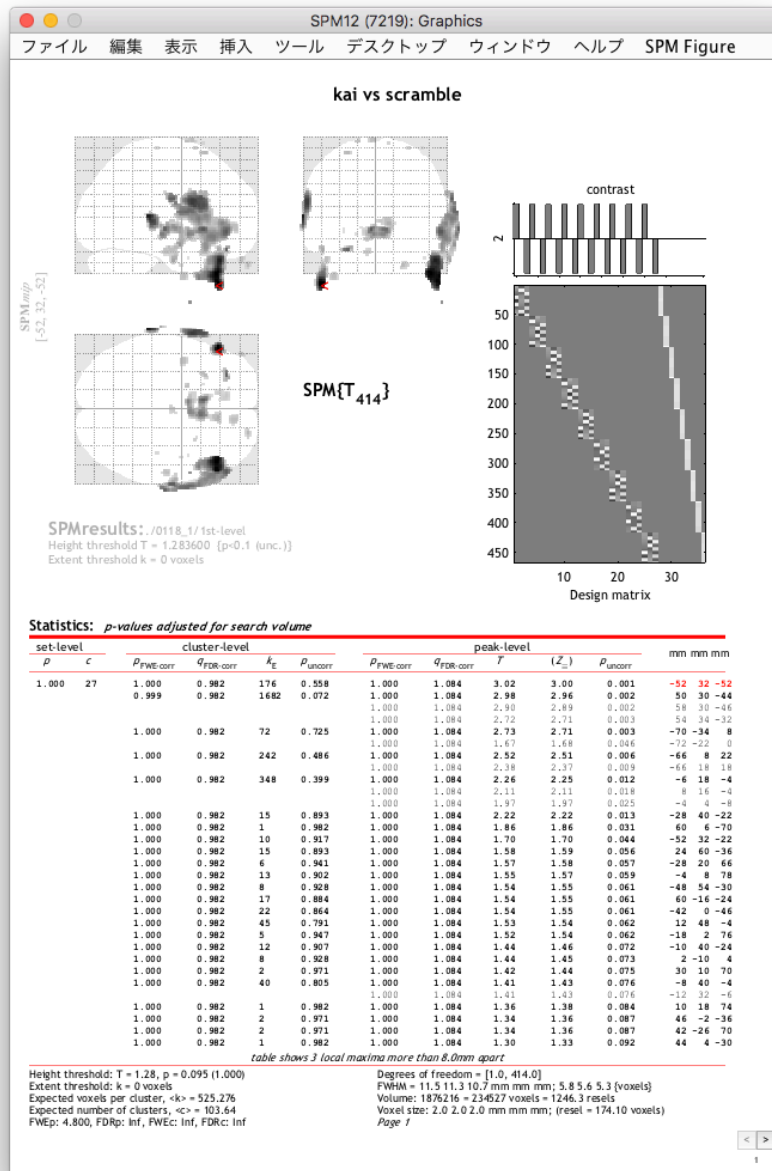 SPM12 (7219): Graphics
ファイル 編集 表示 挿入 ツール デスクトップ ウィンドウ ヘルプ SPM Figure
kai vs scramble
SPMmip
[-52, 32, -52]
contrast
2
SPM{T414}
50
100
150
200
250
300
350
400
450
10 20 30
Design matrix
SPMresults: ./0118_1/1st-level
Height threshold T = 1.283600 {p<0.1 (unc.)}
Extent threshold k = 0 voxels
Statistics: p-values adjusted for search volume
set-level cluster-level peak-level mm mm mm
p c pFWE-corr qFDR-corr kE puncorr pFWE-corr qFDR-corr T (Z≡) puncorr
1.000 27 1.000 0.982 176 0.558 1.000 1.084 3.02 3.00 0.001 -52 32 -52
0.999 0.982 1682 0.072 1.000 1.084 2.98 2.96 0.002 50 30 -44
1.000 1.084 2.90 2.89 0.002 58 30 -46
1.000 1.084 2.72 2.71 0.003 54 34 -32
1.000 0.982 72 0.725 1.000 1.084 2.73 2.71 0.003 -70 -34 8
1.000 1.084 1.67 1.68 0.046 -72 -22 0
1.000 0.982 242 0.486 1.000 1.084 2.52 2.51 0.006 -66 8 22
1.000 1.084 2.38 2.37 0.009 -66 18 18
1.000 0.982 348 0.399 1.000 1.084 2.26 2.25 0.012 -6 18 -4
1.000 1.084 2.11 2.11 0.018 8 16 -4
1.000 1.084 1.97 1.97 0.025 -4 4 -8
1.000 0.982 15 0.893 1.000 1.084 2.22 2.22 0.013 -28 40 -22
1.000 0.982 1 0.982 1.000 1.084 1.86 1.86 0.031 60 6 -70
1.000 0.982 10 0.917 1.000 1.084 1.70 1.70 0.044 -52 32 -22
1.000 0.982 15 0.893 1.000 1.084 1.58 1.59 0.056 24 60 -36
1.000 0.982 6 0.941 1.000 1.084 1.57 1.58 0.057 -28 20 66
1.000 0.982 13 0.902 1.000 1.084 1.55 1.57 0.059 -4 8 78
1.000 0.982 8 0.928 1.000 1.084 1.54 1.55 0.061 -48 54 -30
1.000 0.982 17 0.884 1.000 1.084 1.54 1.55 0.061 60 -16 -24
1.000 0.982 22 0.864 1.000 1.084 1.54 1.55 0.061 -42 0 -46
1.000 0.982 45 0.791 1.000 1.084 1.53 1.54 0.062 12 48 -4
1.000 0.982 5 0.947 1.000 1.084 1.52 1.54 0.062 -18 2 76
1.000 0.982 12 0.907 1.000 1.084 1.44 1.46 0.072 -10 40 -24
1.000 0.982 8 0.928 1.000 1.084 1.44 1.45 0.073 2 -10 4
1.000 0.982 2 0.971 1.000 1.084 1.42 1.44 0.075 30 10 70
1.000 0.982 40 0.805 1.000 1.084 1.41 1.43 0.076 -8 40 -4
1.000 1.084 1.41 1.43 0.076 -12 32 -6
1.000 0.982 1 0.982 1.000 1.084 1.36 1.38 0.084 10 18 74
1.000 0.982 2 0.971 1.000 1.084 1.34 1.36 0.087 46 -2 -36
1.000 0.982 2 0.971 1.000 1.084 1.34 1.36 0.087 42 -26 70
1.000 0.982 1 0.982 1.000 1.084 1.30 1.33 0.092 44 4 -30
table shows 3 local maxima more than 8.0mm apart
Height threshold: T = 1.28, p = 0.095 (1.000)
Extent threshold: k = 0 voxels
Expected voxels per cluster, <k> = 525.276
Expected number of clusters, <c> = 103.64
FWEp: 4.800, FDRp: Inf, FWEc: Inf, FDRc: Inf
Degrees of freedom = [1.0, 414.0]
FWHM = 11.5 11.3 10.7 mm mm mm; 5.8 5.6 5.3 {voxels}
Volume: 1876216 = 234527 voxels = 1246.3 resels
Voxel size: 2.0 2.0 2.0 mm mm mm; (resel = 174.10 voxels)
Page 1
< >
1